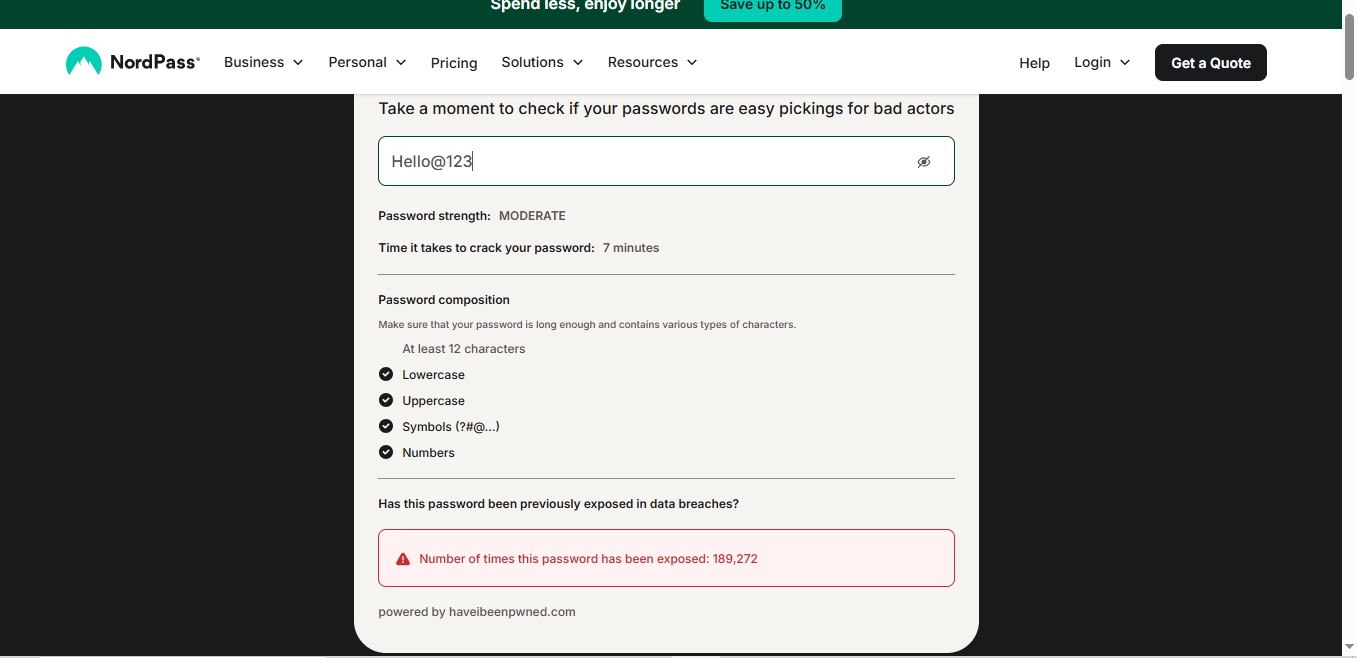 Spend less, enjoy longer Save up to 50%
NordPass® Business Personal Pricing Solutions Resources Help Login Get a Quote
Take a moment to check if your passwords are easy pickings for bad actors
Hello@123
Password strength: MODERATE
Time it takes to crack your password: 7 minutes
Password composition
Make sure that your password is long enough and contains various types of characters.
At least 12 characters
Lowercase
Uppercase
Symbols (?#@...)
Numbers
Has this password been previously exposed in data breaches?
Number of times this password has been exposed: 189,272
powered by haveibeenpwned.com